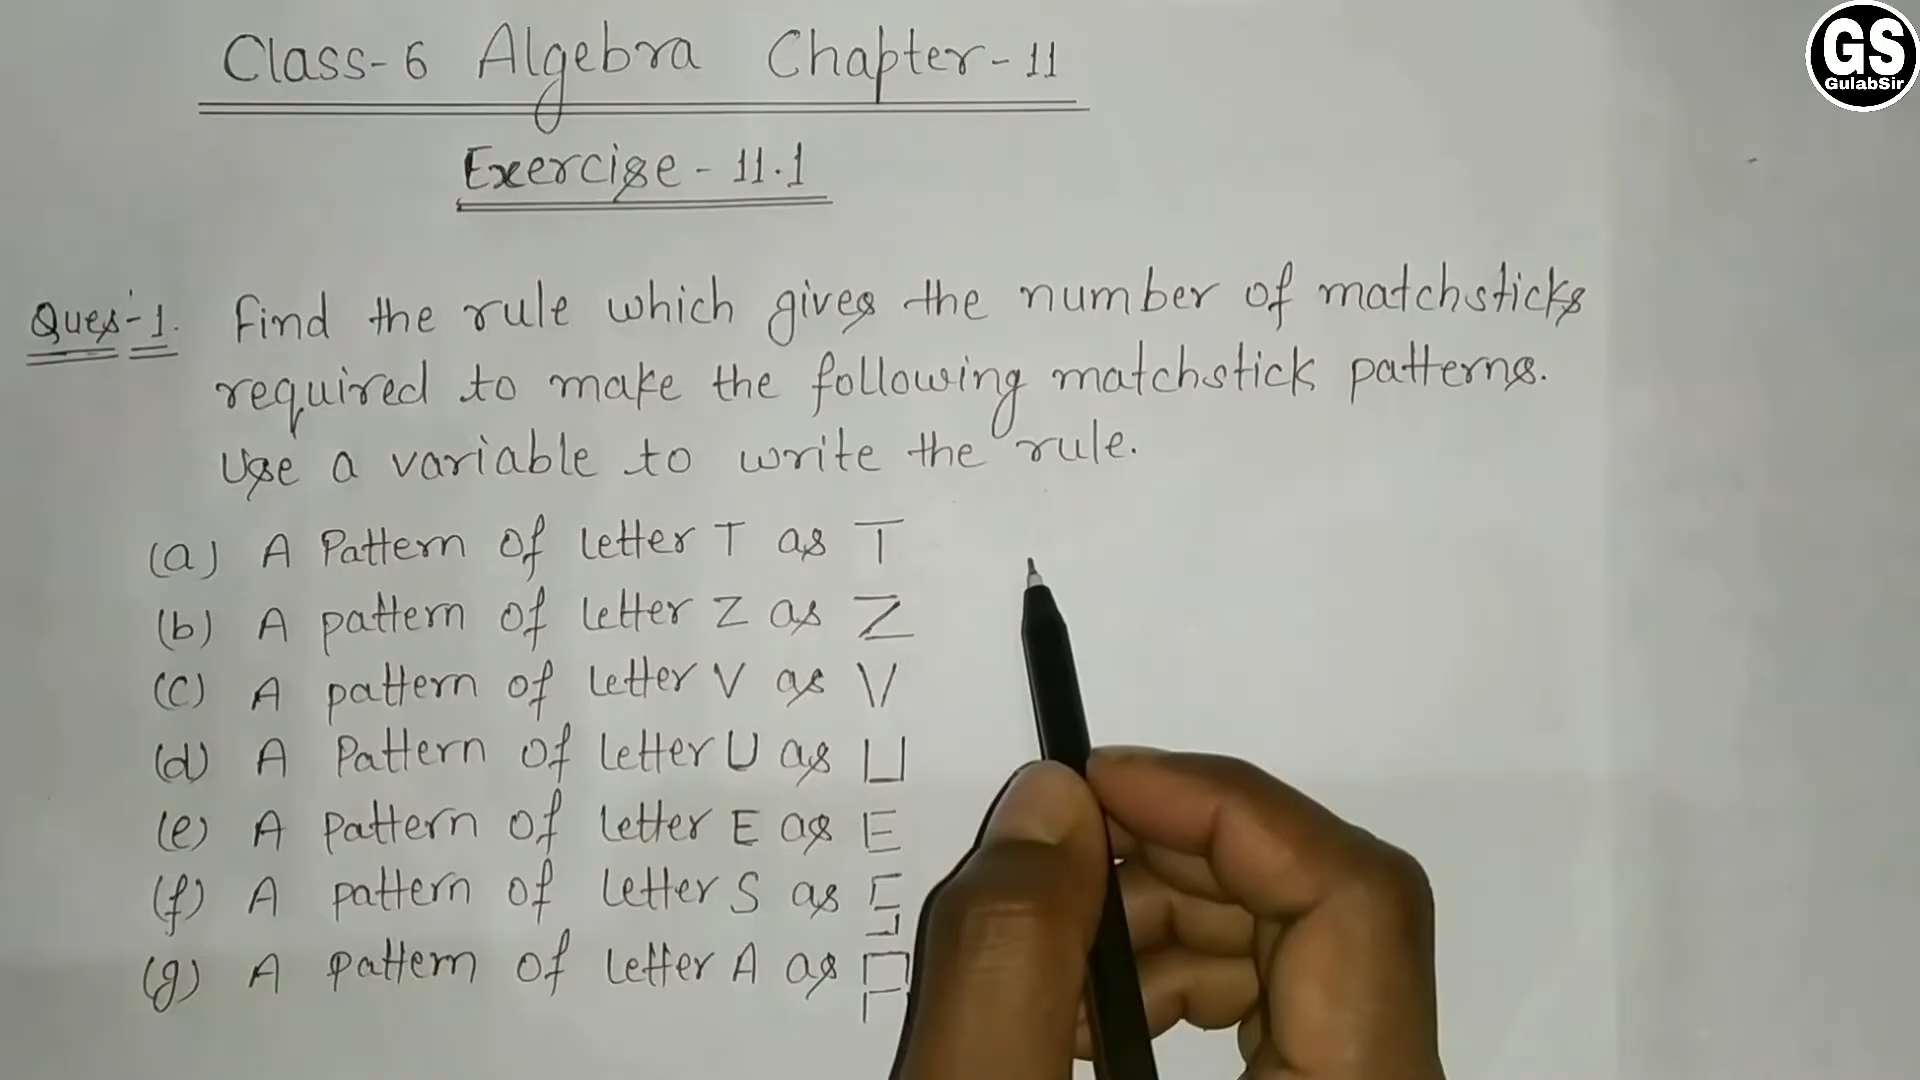 Class-6 Algebra Chapter-11
GS
GulabSir
Exercise - 11.1
Ques-1. Find the rule which gives the number of matchsticks
required to make the following matchstick patterns.
Use a variable to write the rule.
(a) A Pattern of letter T as T
(b) A pattern of letter Z as Z
(c) A pattern of letter V as V
(d) A Pattern of letter U as U
(e) A Pattern of letter E as E
(f) A pattern of letter S as S
(g) A pattern of letter A as A